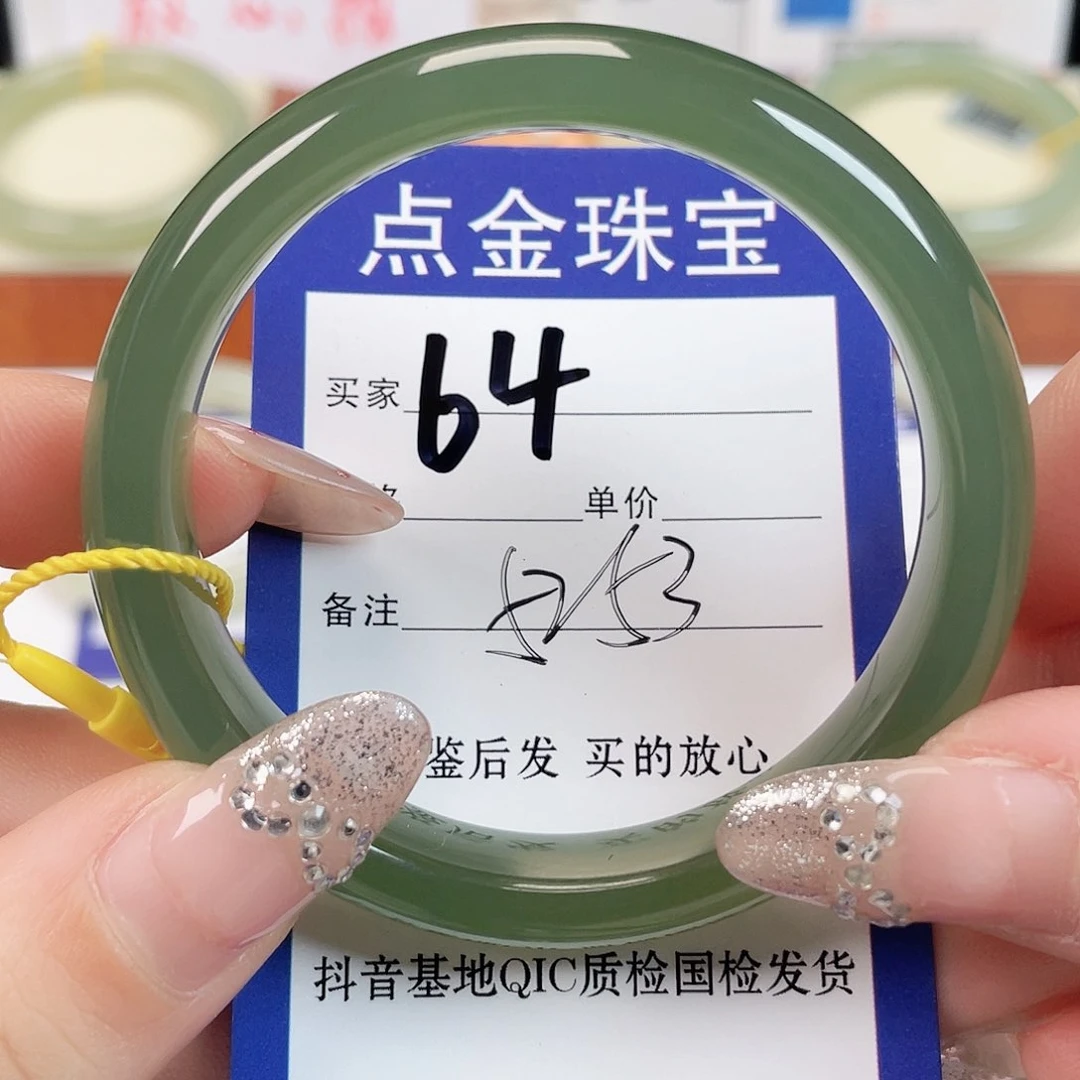 点金珠宝
买家 64
单价
备注
鉴后发 买的放心
抖音基地QIC质检国检发货